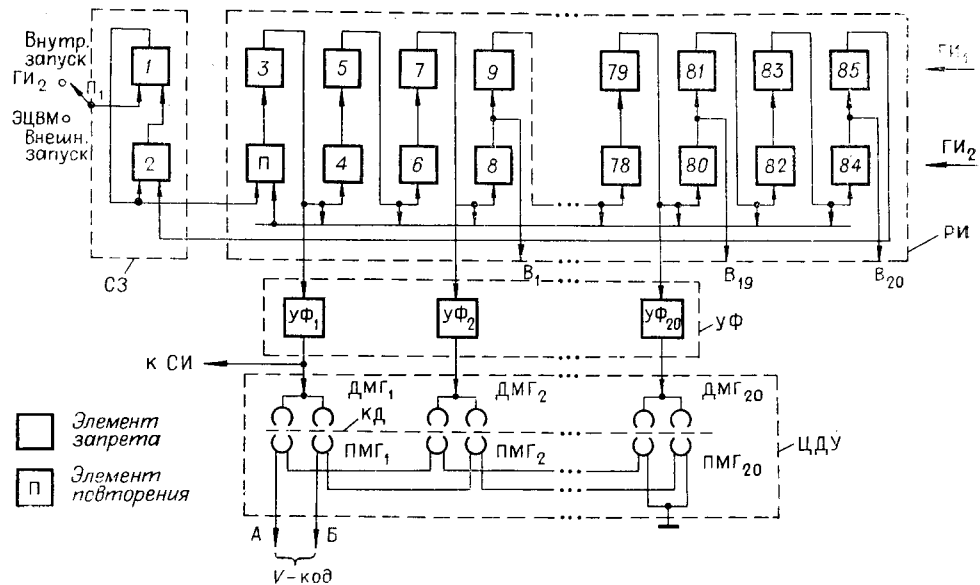 Внутр.
запуск
ГИ₂
П₁
ЭЦВМ
Внешн.
запуск
1
2
СЗ
3 5 7 9 79 81 83 85
П 4 6 8 78 80 82 84
ГИ₁
ГИ₂
РИ
В₁ В₁₉ В₂₀
УФ₁ УФ₂ УФ₂₀
УФ
к СИ
ДМГ₁ ДМГ₂ ДМГ₂₀
КД
ПМГ₁ ПМГ₂ ПМГ₂₀
ЦДУ
Элемент
запрета
П Элемент
повторения
А Б
V-код